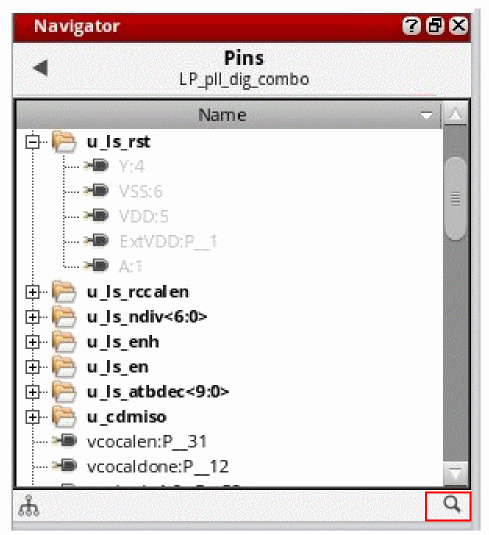 Navigator
Pins
LP_pll_dig_combo
Name
u_ls_rst
Y:4
VSS:6
VDD:5
ExtVDD:P__1
A:1
u_ls_rccalen
u_ls_ndiv<6:0>
u_ls_enh
u_ls_en
u_ls_atbdec<9:0>
u_cdmiso
vcocalen:P__31
vcocaldone:P__12